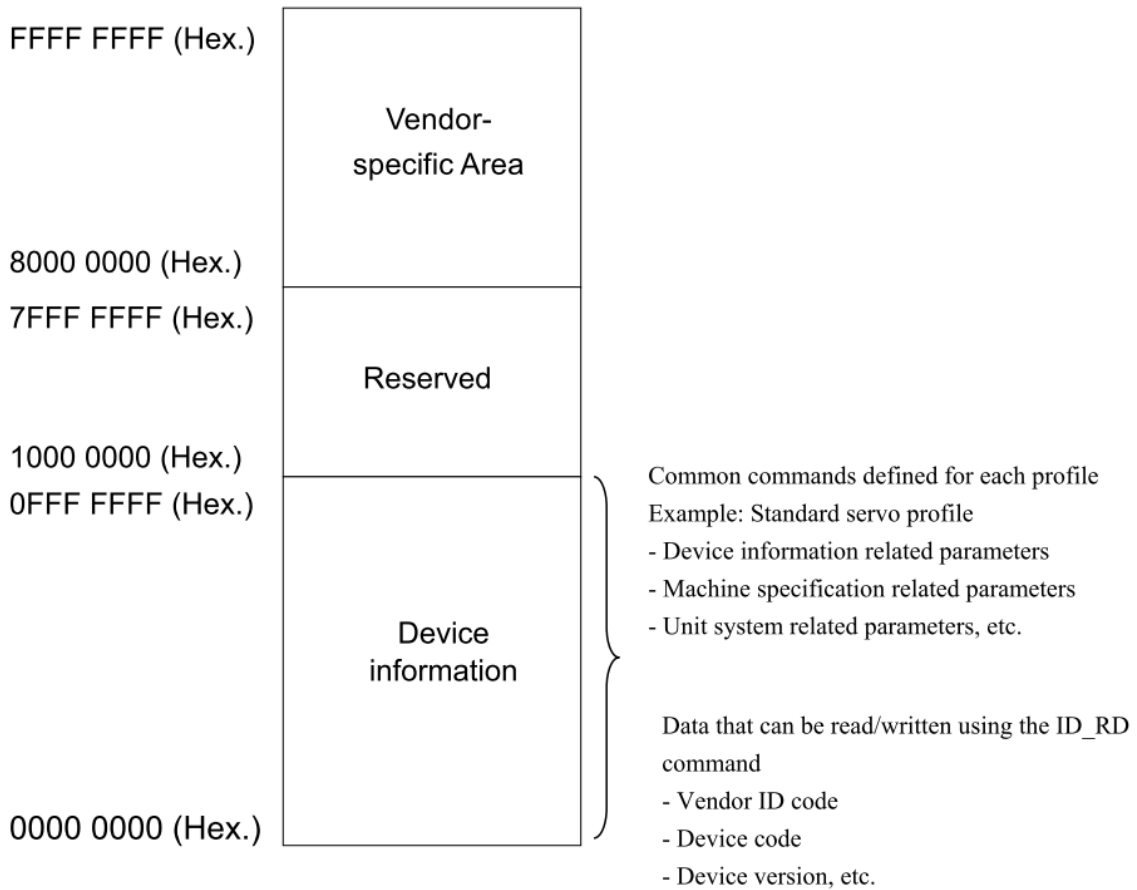 FFFF FFFF (Hex.)
Vendor-
specific Area
8000 0000 (Hex.)
7FFF FFFF (Hex.)
Reserved
1000 0000 (Hex.)
0FFF FFFF (Hex.)
Device
information
0000 0000 (Hex.)
Common commands defined for each profile
Example: Standard servo profile
- Device information related parameters
- Machine specification related parameters
- Unit system related parameters, etc.
Data that can be read/written using the ID_RD
command
- Vendor ID code
- Device code
- Device version, etc.